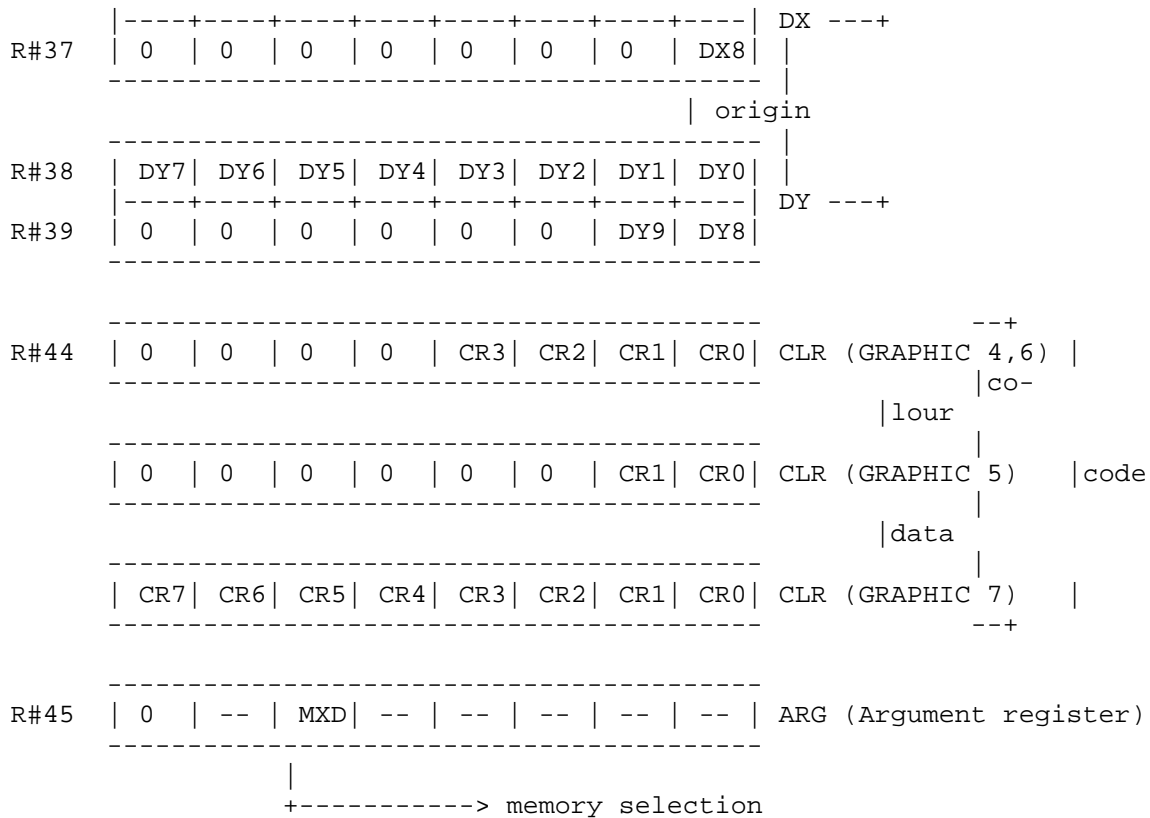 |----+----+----+----+----+----+----+----| DX ---+
R#37  | 0  | 0  | 0  | 0  | 0  | 0  | 0  | DX8|  |
      ----------------------------------------- |
                                          | origin
      ----------------------------------------- |
R#38  | DY7| DY6| DY5| DY4| DY3| DY2| DY1| DY0|  |
      |----+----+----+----+----+----+----+----| DY ---+
R#39  | 0  | 0  | 0  | 0  | 0  | 0  | DY9| DY8|
      -----------------------------------------
      -----------------------------------------             --+
R#44  | 0  | 0  | 0  | 0  | CR3| CR2| CR1| CR0| CLR (GRAPHIC 4,6) |
      -----------------------------------------             |co-
                                                      |lour
      -----------------------------------------             |
      | 0  | 0  | 0  | 0  | 0  | 0  | CR1| CR0| CLR (GRAPHIC 5)   |code
      -----------------------------------------             |
                                                      |data
      -----------------------------------------             |
      | CR7| CR6| CR5| CR4| CR3| CR2| CR1| CR0| CLR (GRAPHIC 7)   |
      -----------------------------------------             --+
      -----------------------------------------
R#45  | 0  | -- | MXD| -- | -- | -- | -- | -- | ARG (Argument register)
      -----------------------------------------
                 |
                 +-----------> memory selection